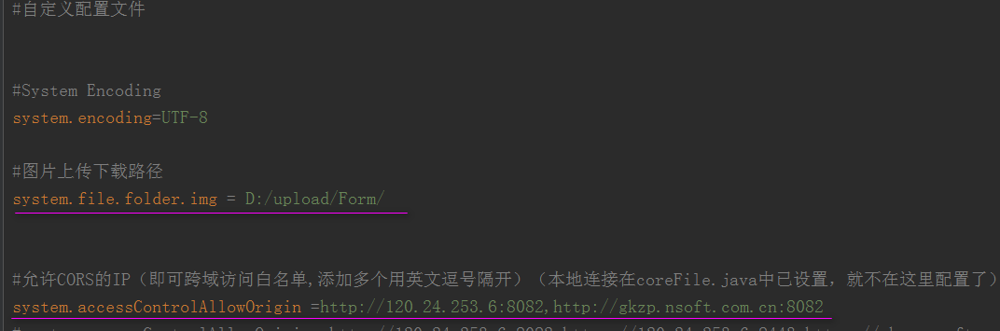 #自定义配置文件
#System Encoding
system.encoding=UTF-8
#图片上传下载路径
system.file.folder.img = D:/upload/Form/
#允许CORS的IP（即可跨域访问白名单,添加多个用英文逗号隔开）（本地连接在coreFile.java中已设置，就不在这里配置了）
system.accessControlAllowOrigin =http://120.24.253.6:8082,http://gkzp.nsoft.com.cn:8082